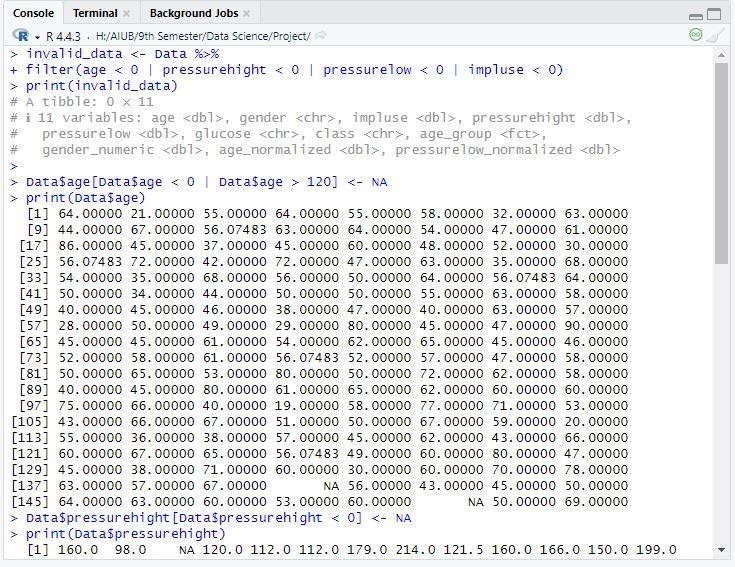 Console Terminal × Background Jobs ×
R 4.4.3 · H:/AIUB/9th Semester/Data Science/Project/
> invalid_data <- Data %>%
+ filter(age < 0 | pressurehight < 0 | pressurelow < 0 | impluse < 0)
> print(invalid_data)
# A tibble: 0 × 11
# ℹ 11 variables: age <dbl>, gender <chr>, impluse <dbl>, pressurehight <dbl>,
#   pressurelow <dbl>, glucose <chr>, class <chr>, age_group <fct>,
#   gender_numeric <dbl>, age_normalized <dbl>, pressurelow_normalized <dbl>
>
> Data$age[Data$age < 0 | Data$age > 120] <- NA
> print(Data$age)
[1] 64.00000 21.00000 55.00000 64.00000 55.00000 58.00000 32.00000 63.00000
[9] 44.00000 67.00000 56.07483 63.00000 64.00000 54.00000 47.00000 61.00000
[17] 86.00000 45.00000 37.00000 45.00000 60.00000 48.00000 52.00000 30.00000
[25] 56.07483 72.00000 42.00000 72.00000 47.00000 63.00000 35.00000 68.00000
[33] 54.00000 35.00000 68.00000 56.00000 50.00000 64.00000 56.07483 64.00000
[41] 50.00000 34.00000 44.00000 50.00000 50.00000 55.00000 63.00000 58.00000
[49] 40.00000 45.00000 46.00000 38.00000 47.00000 40.00000 63.00000 57.00000
[57] 28.00000 50.00000 49.00000 29.00000 80.00000 45.00000 47.00000 90.00000
[65] 45.00000 45.00000 61.00000 54.00000 62.00000 65.00000 45.00000 46.00000
[73] 52.00000 58.00000 61.00000 56.07483 52.00000 57.00000 47.00000 58.00000
[81] 50.00000 65.00000 53.00000 80.00000 50.00000 72.00000 62.00000 58.00000
[89] 40.00000 45.00000 80.00000 61.00000 65.00000 62.00000 60.00000 60.00000
[97] 75.00000 66.00000 40.00000 19.00000 58.00000 77.00000 71.00000 53.00000
[105] 43.00000 66.00000 67.00000 51.00000 50.00000 67.00000 59.00000 20.00000
[113] 55.00000 36.00000 38.00000 57.00000 45.00000 62.00000 43.00000 66.00000
[121] 60.00000 67.00000 65.00000 56.07483 49.00000 60.00000 80.00000 47.00000
[129] 45.00000 38.00000 71.00000 60.00000 30.00000 60.00000 70.00000 78.00000
[137] 63.00000 57.00000 67.00000 NA 56.00000 43.00000 45.00000 50.00000
[145] 64.00000 63.00000 60.00000 53.00000 60.00000 NA 50.00000 69.00000
> Data$pressurehight[Data$pressurehight < 0] <- NA
> print(Data$pressurehight)
[1] 160.0 98.0 NA 120.0 112.0 112.0 179.0 214.0 121.5 160.0 166.0 150.0 199.0